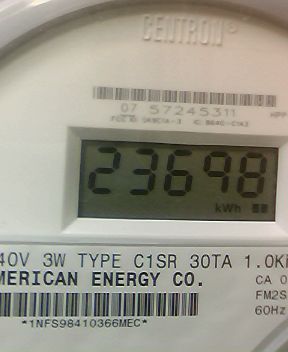 CENTRON®
07 57245311
HPP
23698
kWh
40V 3W TYPE C1SR 30TA 1.0K
MERICAN ENERGY CO.
CA 0
FM2S
60Hz
*1NFS98410366MEC*